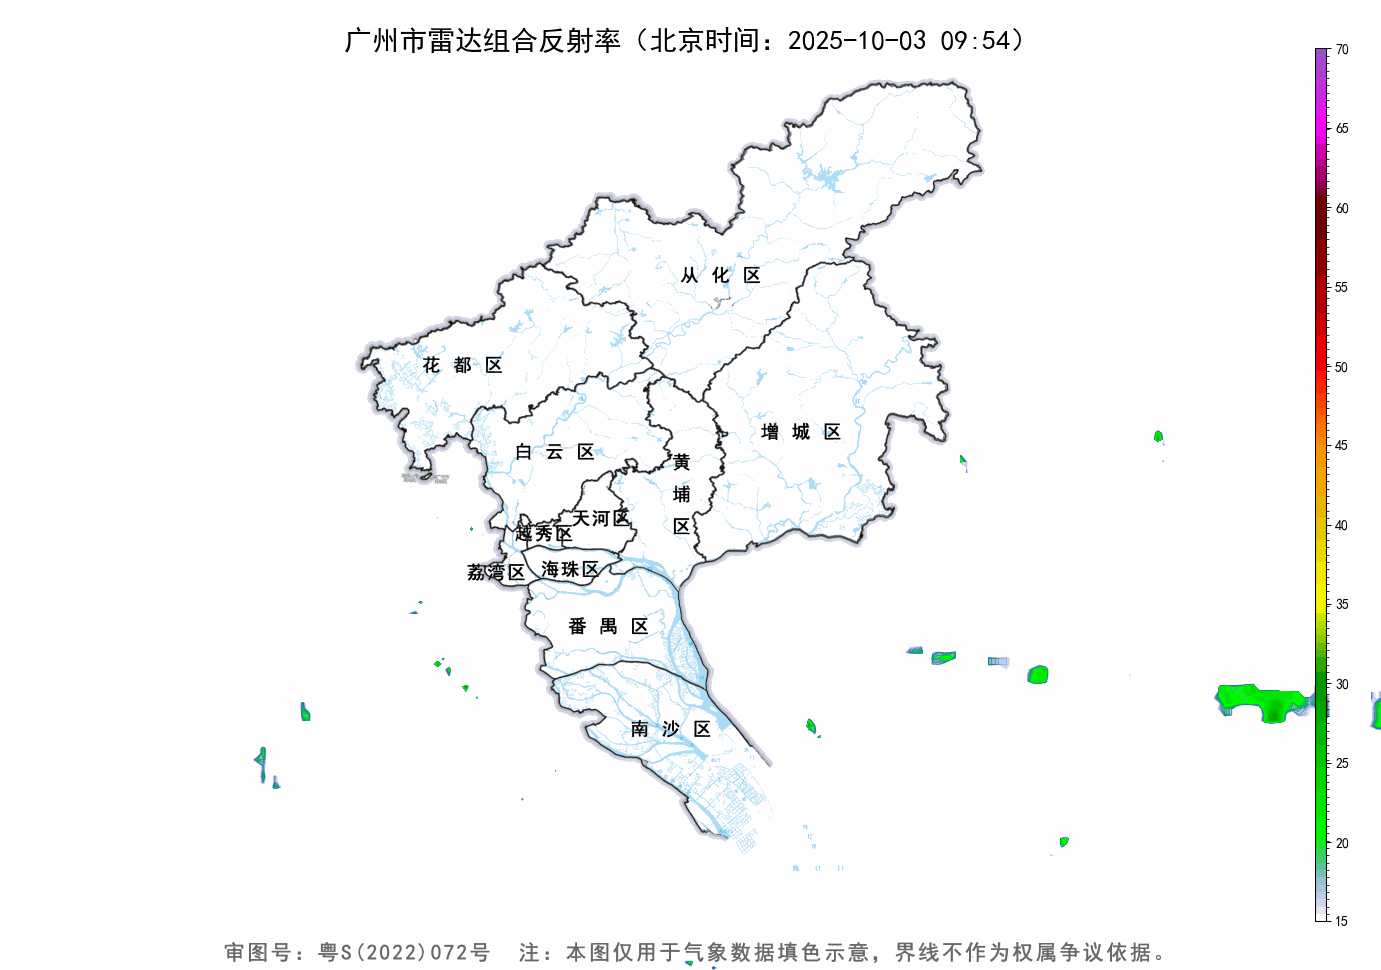 广州市雷达组合反射率（北京时间：2025-10-03 09:54）
70
65
60
55
50
45
40
35
30
25
20
15
从化区
花都区
增城区
白云区
黄埔区
天河区
越秀区
荔湾区
海珠区
番禺区
南沙区
审图号：粤S(2022)072号 注：本图仅用于气象数据填色示意，界线不作为权属争议依据。